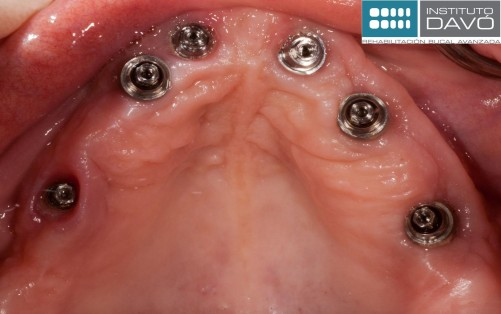 INSTITUTO
DAVÓ
REHABILITACIÓN BUCAL AVANZADA